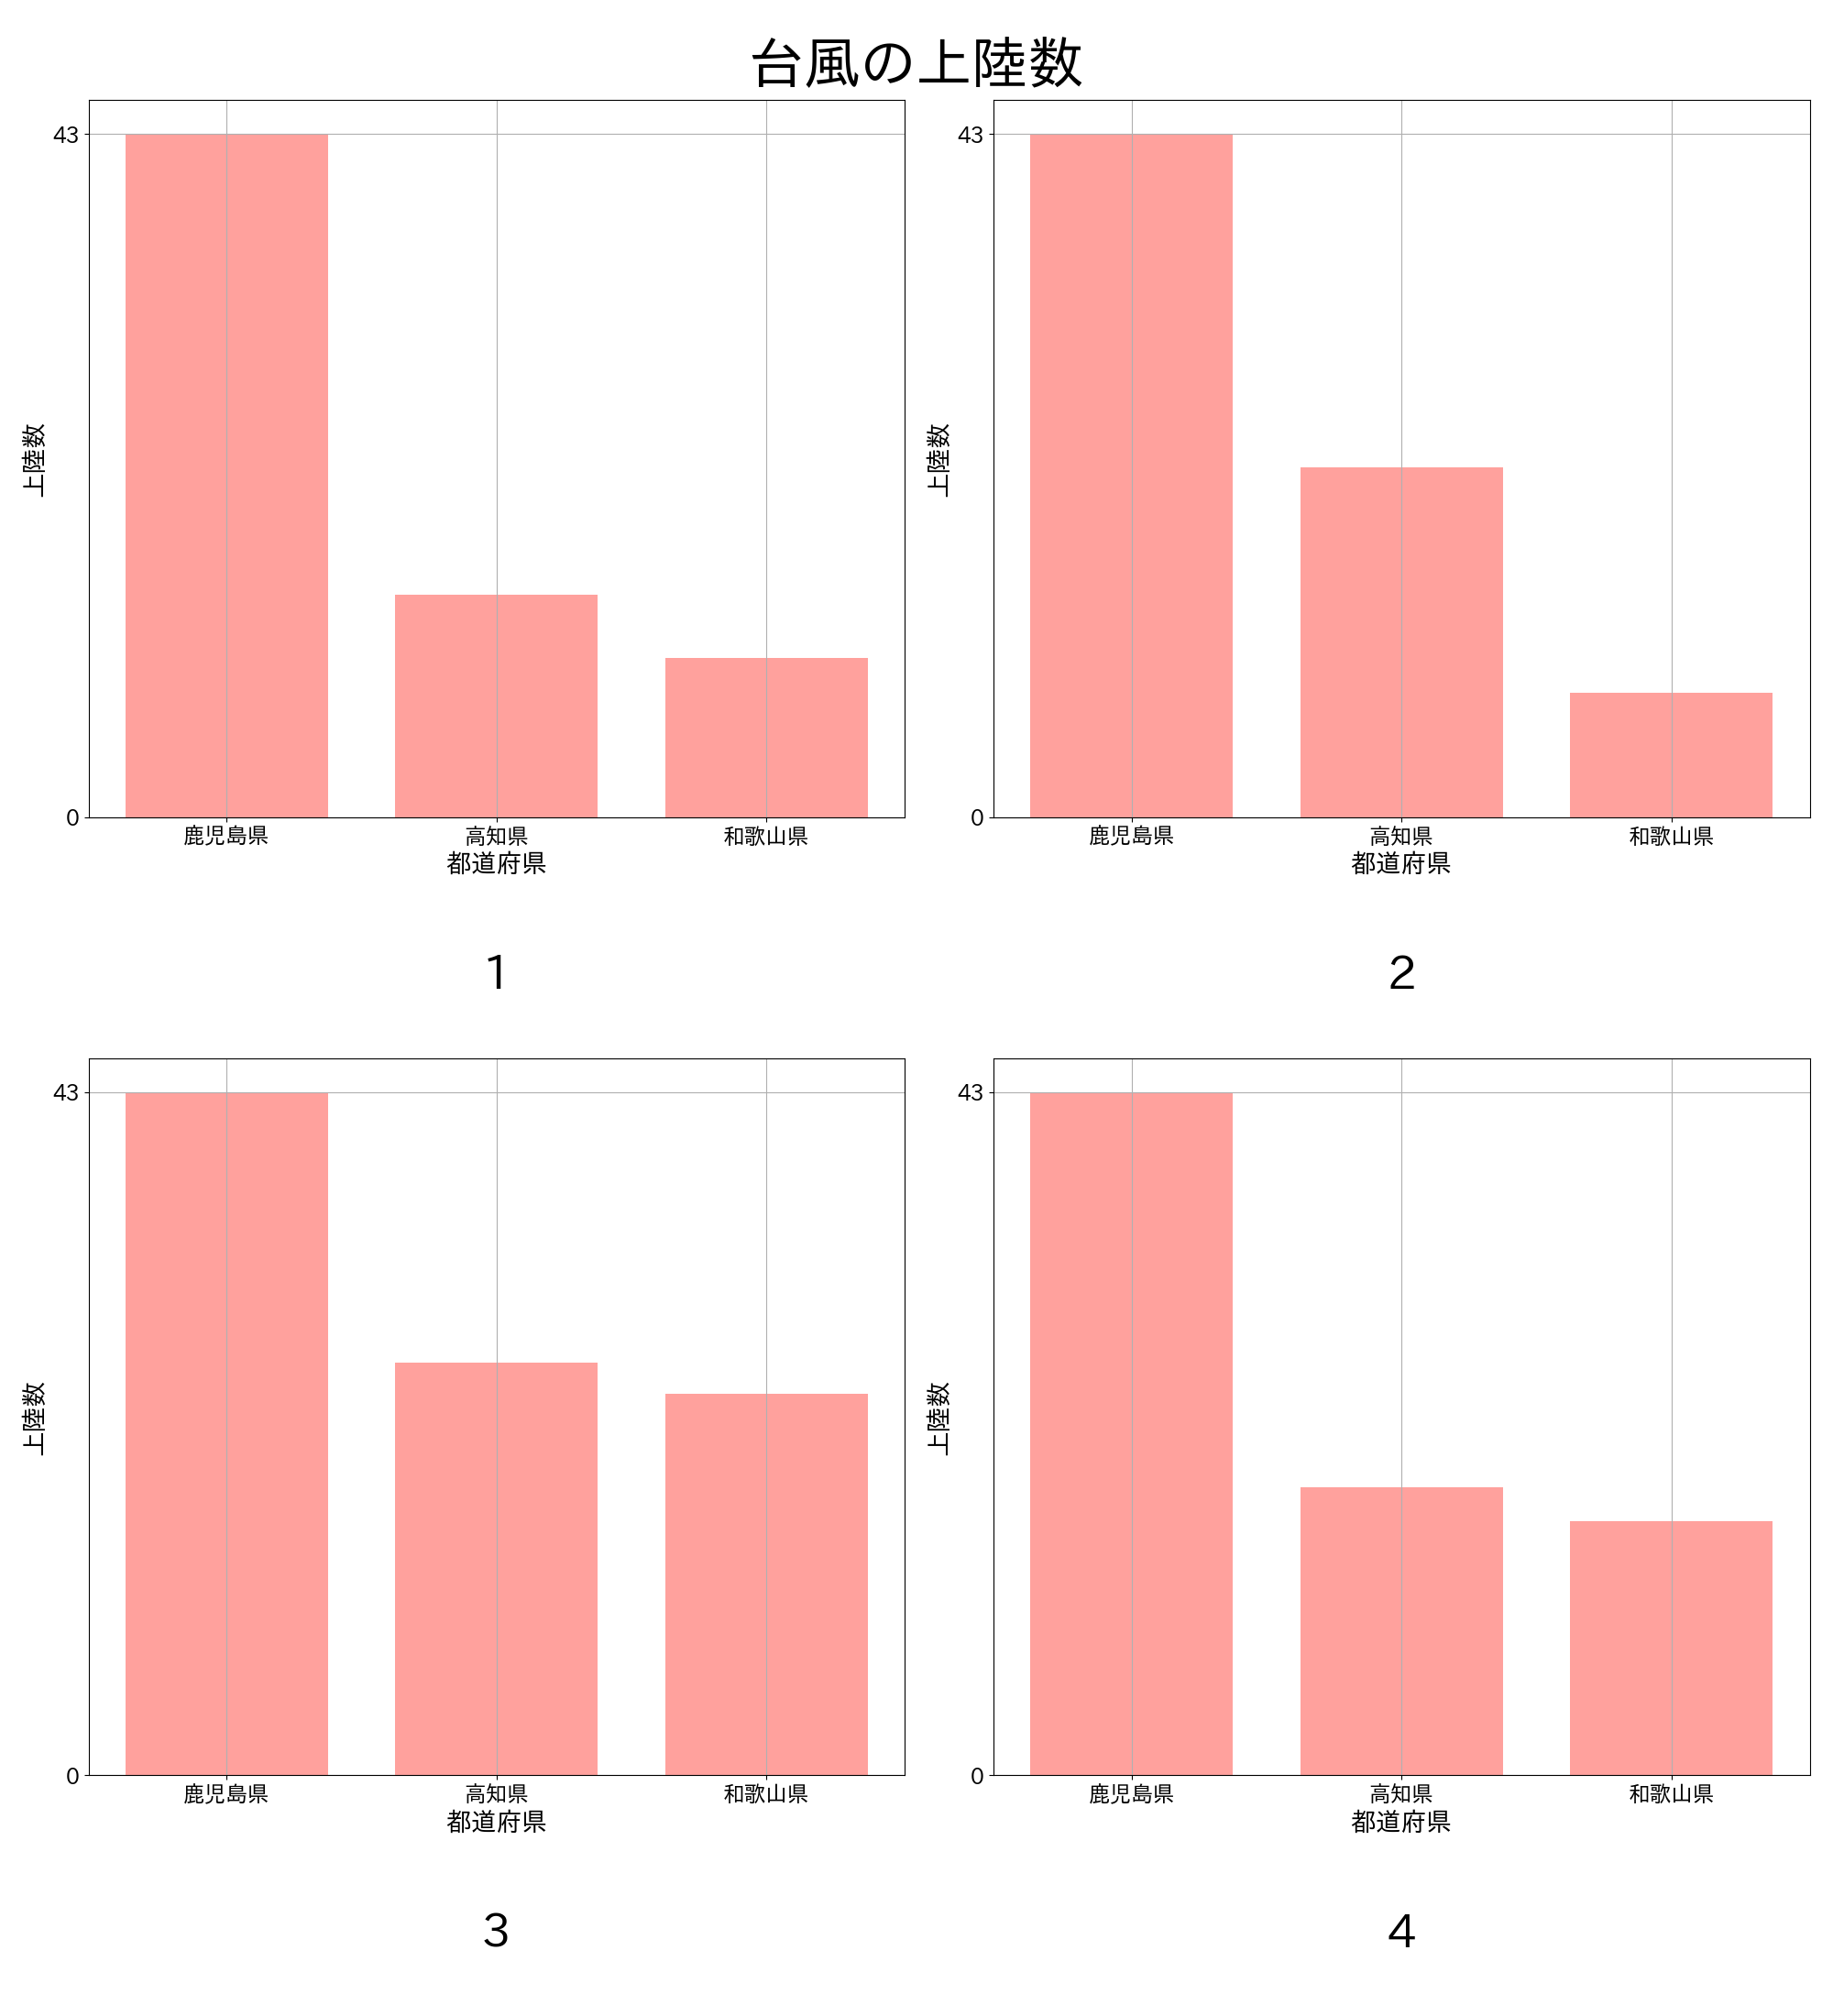 台風の上陸数
43
0
上陸数
鹿児島県 高知県 和歌山県
都道府県
1
43
0
上陸数
鹿児島県 高知県 和歌山県
都道府県
2
43
0
上陸数
鹿児島県 高知県 和歌山県
都道府県
3
43
0
上陸数
鹿児島県 高知県 和歌山県
都道府県
4